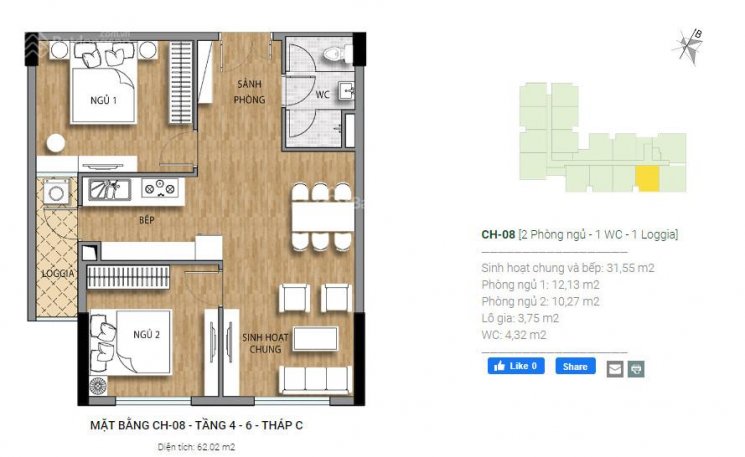 Batdongsan.com.vn
NGỦ 1
SẢNH
PHÒNG
WC
BẾP
LOGGIA
NGỦ 2
SINH HOẠT
CHUNG
MẶT BẰNG CH-08 - TẦNG 4 - 6 - THÁP C
Diện tích: 62.02 m2
B
CH-08 [2 Phòng ngủ - 1 WC - 1 Loggia]
Sinh hoạt chung và bếp: 31,55 m2
Phòng ngủ 1: 12,13 m2
Phòng ngủ 2: 10,27 m2
Lô gia: 3,75 m2
WC: 4,32 m2
Like 0
Share